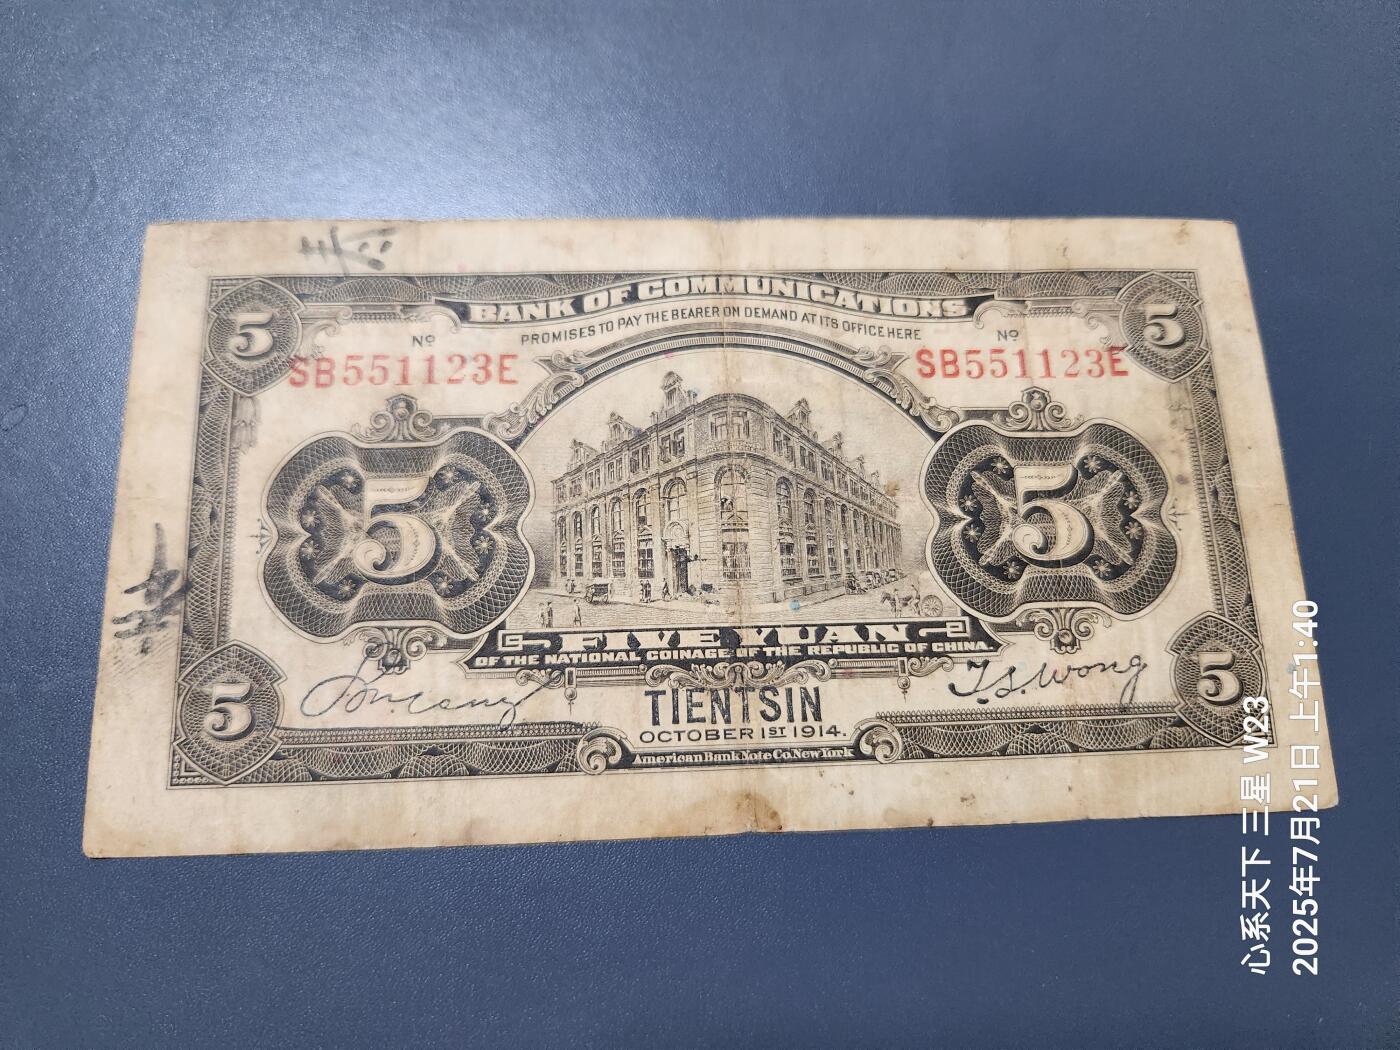 BANK OF COMMUNICATIONS
PROMISES TO PAY THE BEARER ON DEMAND AT ITS OFFICE HERE
5
5
Nº
Nº
SB551123E
SB551123E
5
5
FIVE YUAN
OF THE NATIONAL COINAGE OF THE REPUBLIC OF CHINA.
T.S. Wong
5
5
TIENTSIN
OCTOBER 1ST 1914.
American Bank Note Co. New York
心系天下 三星 W23
2025年7月21日 上午1:40